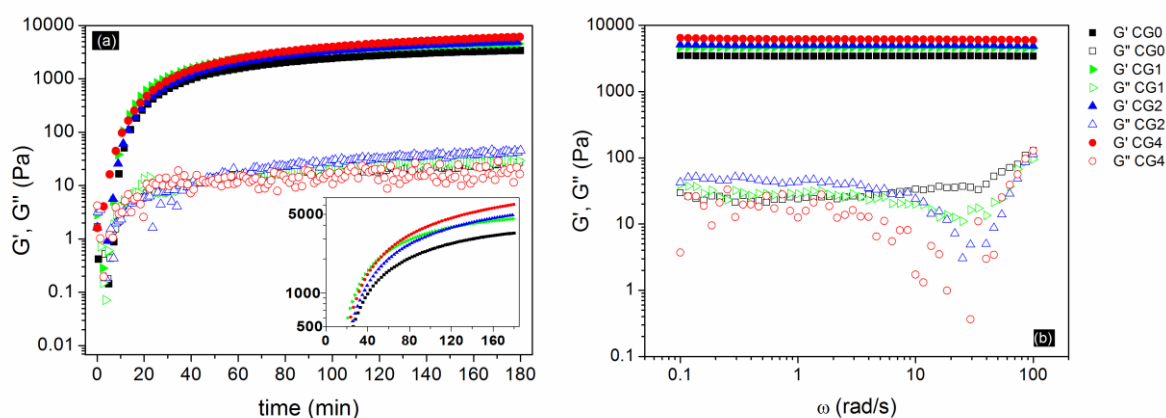 (a)
G', G'' (Pa)
10000
1000
100
10
1
0.1
0.01
0 20 40 60 80 100 120 140 160 180
time (min)
5000
1000
500
0 40 80 120 160
(b)
G', G'' (Pa)
10000
1000
100
10
1
0.1
0.1 1 10 100
ω (rad/s)
G' CG0
G'' CG0
G' CG1
G'' CG1
G' CG2
G'' CG2
G' CG4
G'' CG4